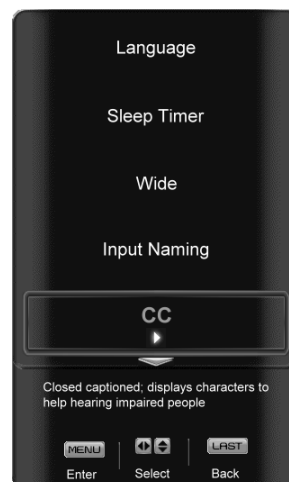 Language
Sleep Timer
Wide
Input Naming
CC
Closed captioned; displays characters to
help hearing impaired people
MENU LAST
Enter Select Back